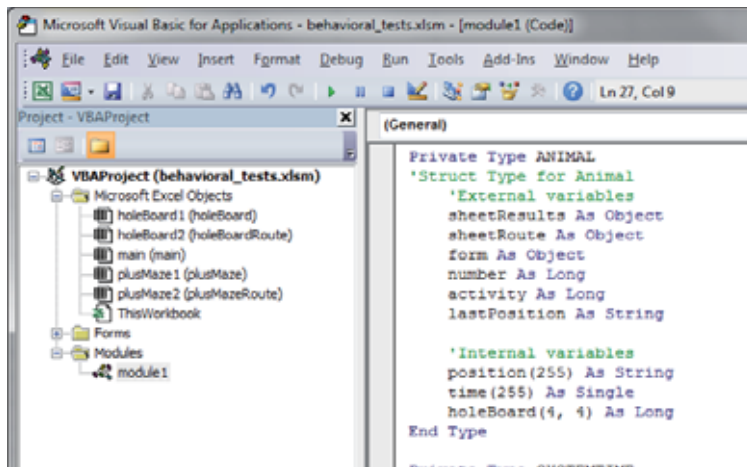 Microsoft Visual Basic for Applications - behavioral_tests.xlsm - [module1 (Code)]
File Edit View Insert Format Debug Run Tools Add-Ins Window Help
Ln 27, Col 9
Project - VBAProject
VBAProject (behavioral_tests.xlsm)
Microsoft Excel Objects
holeBoard1 (holeBoard)
holeBoard2 (holeBoardRoute)
main (main)
plusMaze1 (plusMaze)
plusMaze2 (plusMazeRoute)
ThisWorkbook
Forms
Modules
module1
(General)
Private Type ANIMAL
'Struct Type for Animal
'External variables
sheetResults As Object
sheetRoute As Object
form As Object
number As Long
activity As Long
lastPosition As String
'Internal variables
position(255) As String
time(255) As Single
holeBoard(4, 4) As Long
End Type